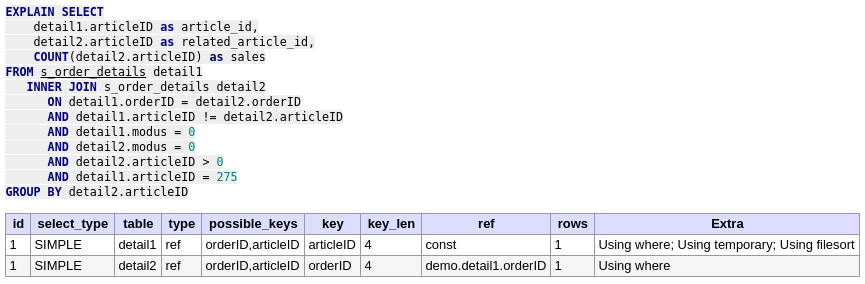 EXPLAIN SELECT
detail1.articleID as article_id,
detail2.articleID as related_article_id,
COUNT(detail2.articleID) as sales
FROM s_order_details detail1
INNER JOIN s_order_details detail2
ON detail1.orderID = detail2.orderID
AND detail1.articleID != detail2.articleID
AND detail1.modus = 0
AND detail2.modus = 0
AND detail2.articleID > 0
AND detail1.articleID = 275
GROUP BY detail2.articleID
id select_type table type possible_keys key key_len ref rows Extra
1 SIMPLE detail1 ref orderID,articleID articleID 4 const 1 Using where; Using temporary; Using filesort
1 SIMPLE detail2 ref orderID,articleID orderID 4 demo.detail1.orderID 1 Using where